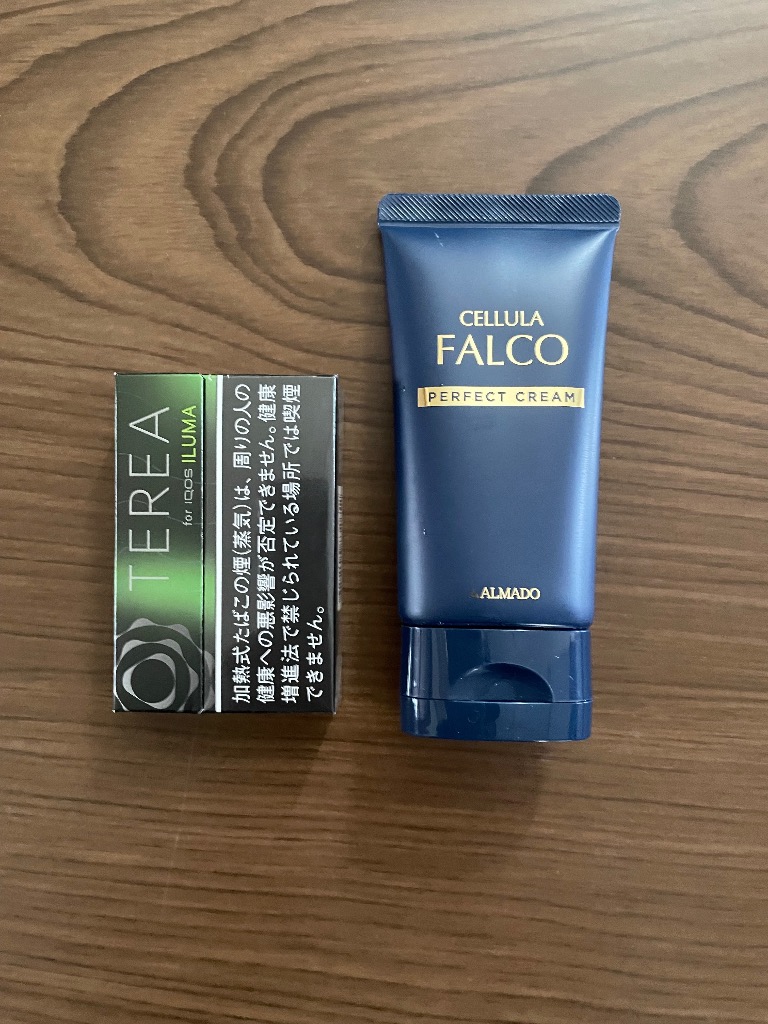 TEREA
for IQOS ILUMA
加熱式たばこの煙(蒸気)は、周りの人の
健康への悪影響が否定できません。健康
増進法で禁じられている場所では喫煙
できません。
CELLULA
FALCO
PERFECT CREAM
ALMADO